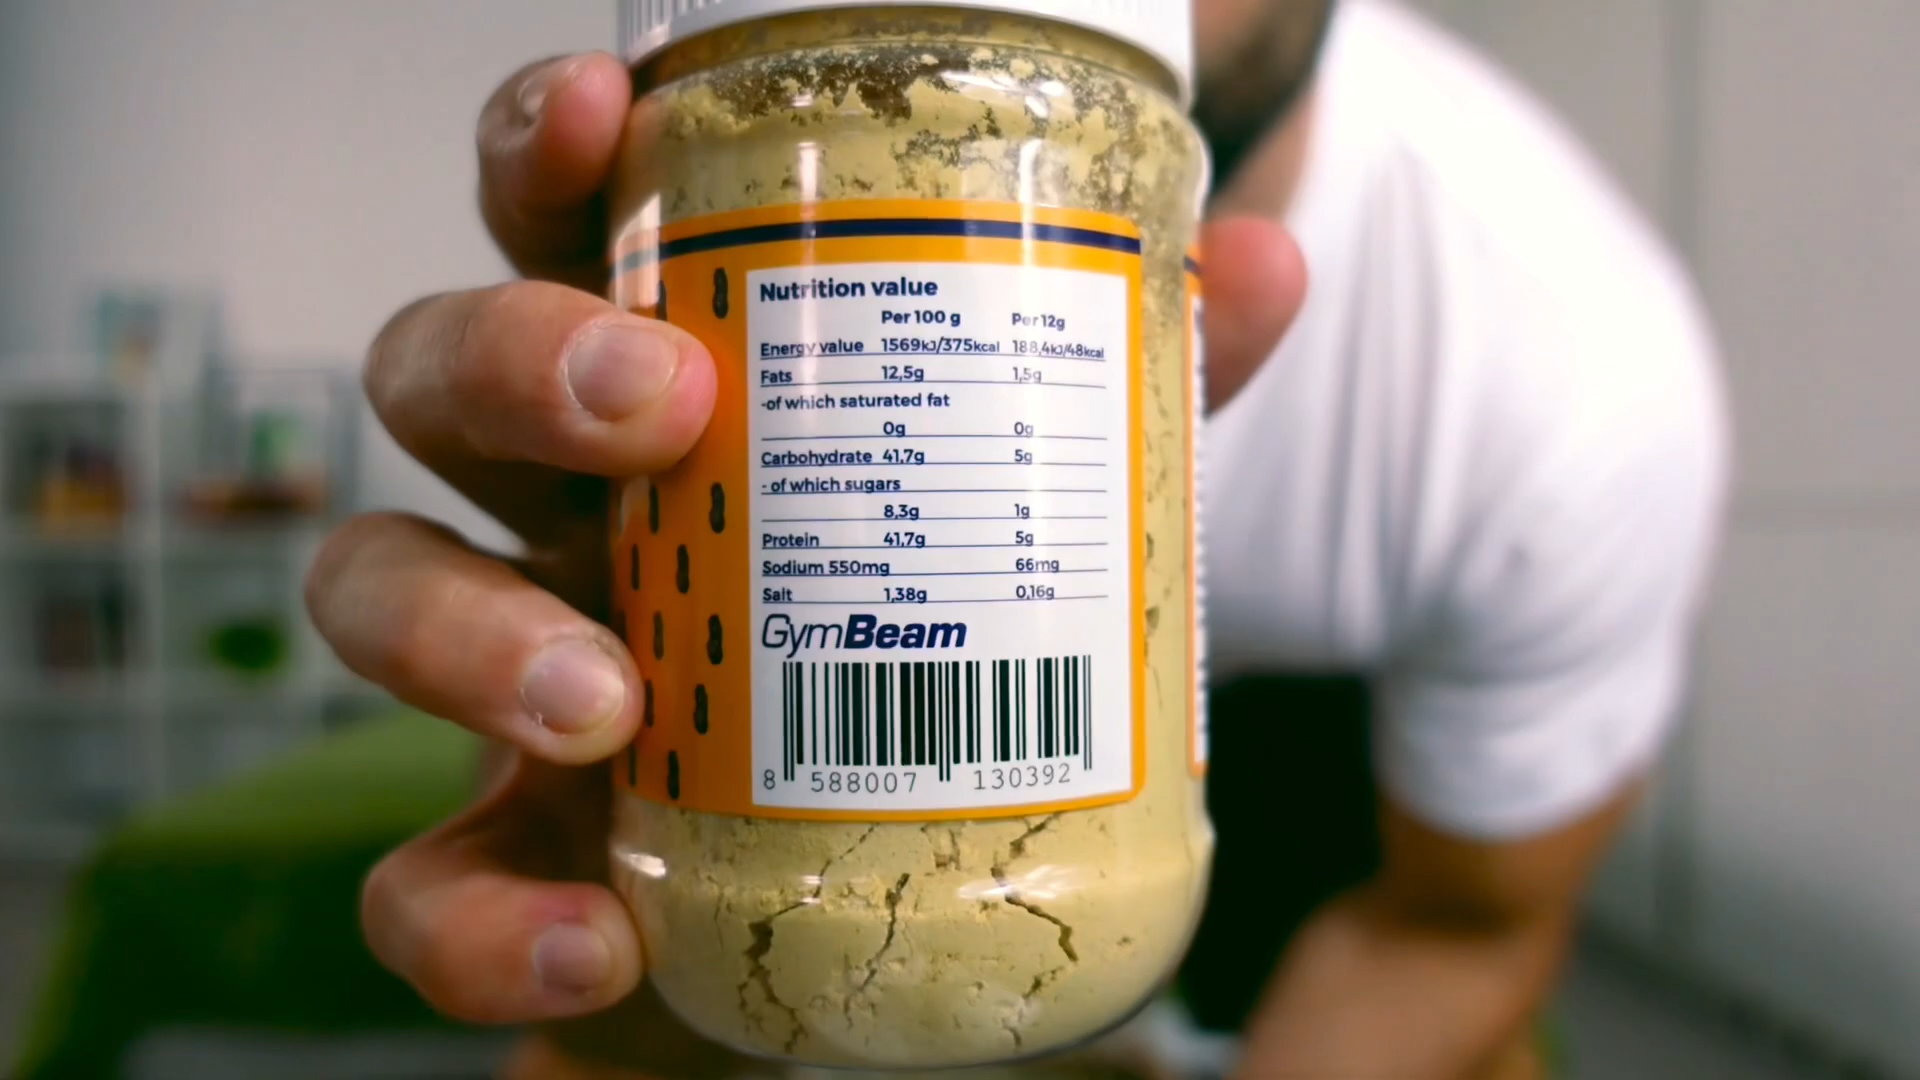 Nutrition value
Per 100 g Per 12g
Energy value 1569kJ/375kcal 188,4kJ/48kcal
Fats 12,5g 1,5g
-of which saturated fat
0g 0g
Carbohydrate 41,7g 5g
- of which sugars
8,3g 1g
Protein 41,7g 5g
Sodium 550mg 66mg
Salt 1,38g 0,16g
GymBeam
8 588007 130392